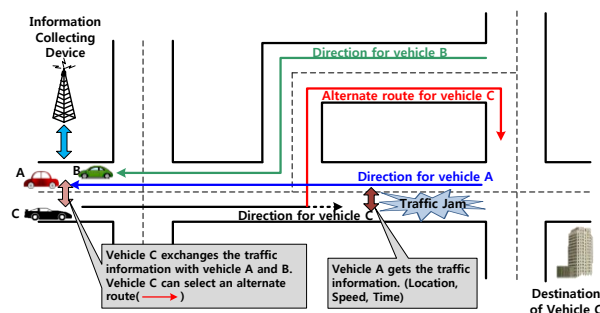 Information
Collecting
Device
Direction for vehicle B
Alternate route for vehicle C
A
B
Direction for vehicle A
C
Direction for vehicle C
Traffic Jam
Vehicle C exchanges the traffic
information with vehicle A and B.
Vehicle C can select an alternate
route( )
Vehicle A gets the traffic
information. (Location,
Speed, Time)
Destination
of Vehicle C